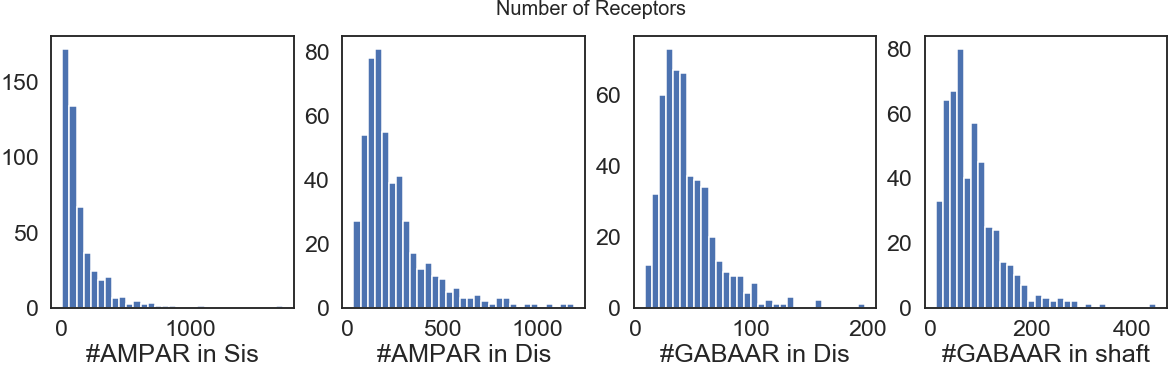 Number of Receptors
150
100
50
0
0 1000
#AMPAR in Sis
80
60
40
20
0
0 500 1000
#AMPAR in Dis
60
40
20
0
0 100 200
#GABAAR in Dis
80
60
40
20
0
0 200 400
#GABAAR in shaft